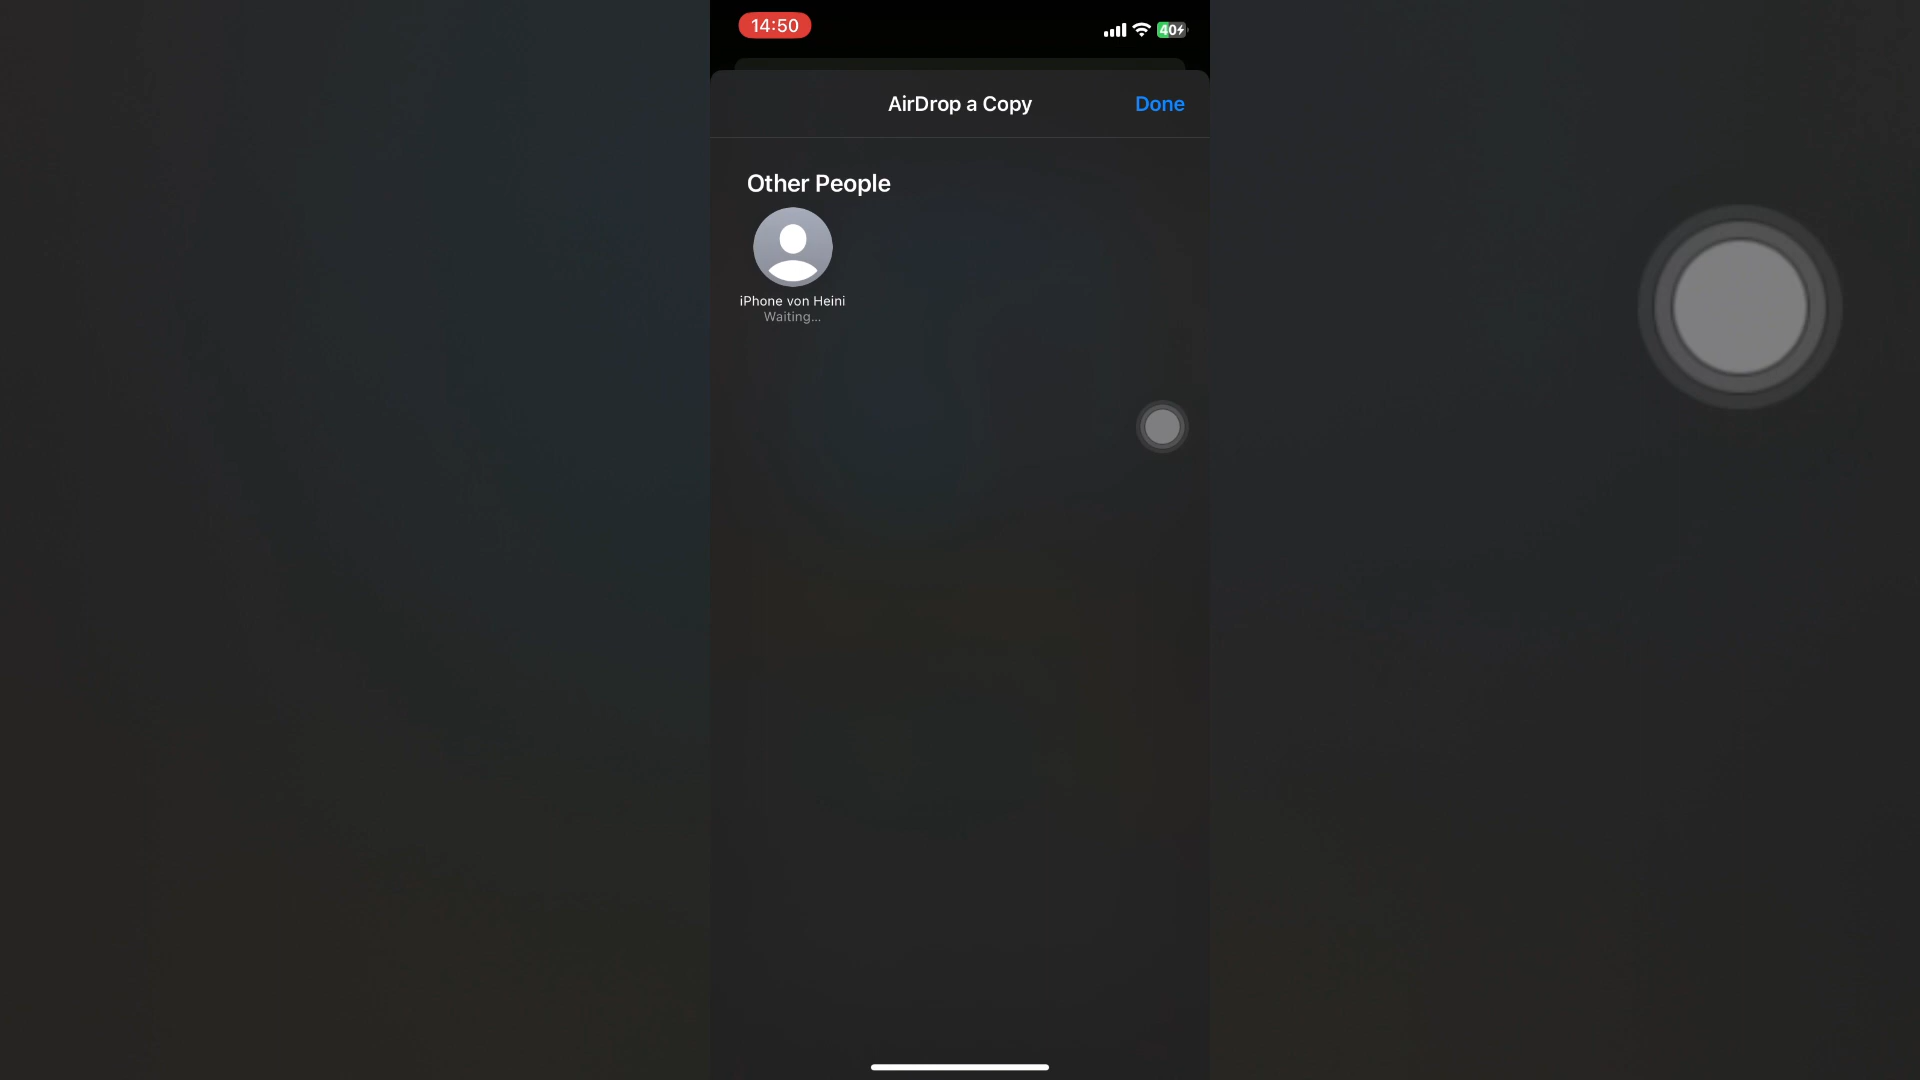 14:50
40
AirDrop a Copy
Done
Other People
iPhone von Heini
Waiting...